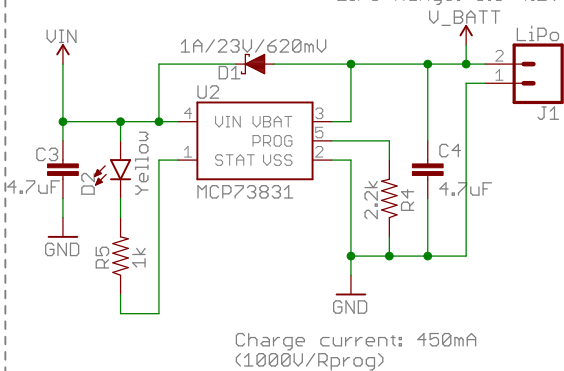 V_BATT
VIN
LiPo
1A/23V/620mV
2
D1
1
U2
J1
4 VIN VBAT 3
PROG 5
1 STAT VSS 2
MCP73831
C3
4.7uF
D2
Yellow
C4
4.7uF
2.2k
R4
R5
1k
GND
GND
Charge current: 450mA
(1000V/Rprog)